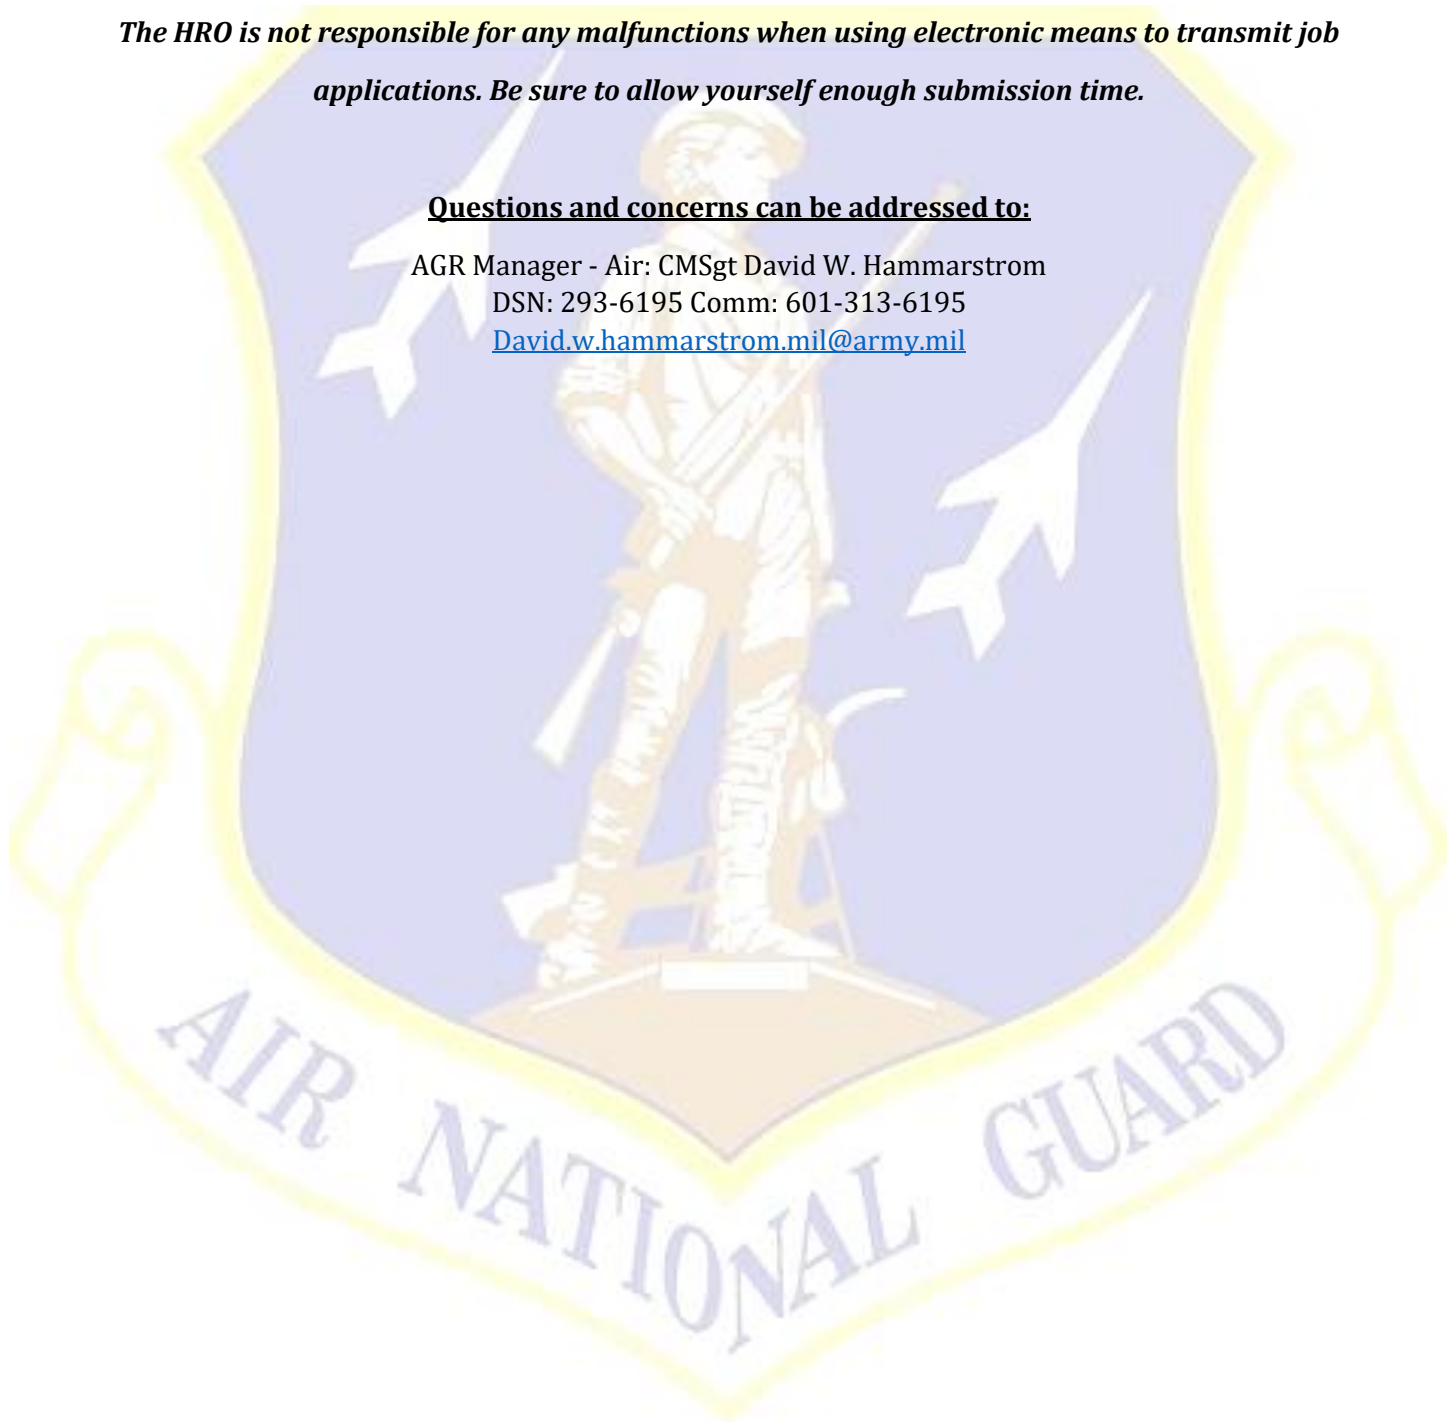 The HRO is not responsible for any malfunctions when using electronic means to transmit job
applications. Be sure to allow yourself enough submission time.
Questions and concerns can be addressed to:
AGR Manager - Air: CMSgt David W. Hammarstrom
DSN: 293-6195 Comm: 601-313-6195
David.w.hammarstrom.mil@army.mil
AIR NATIONAL GUARD